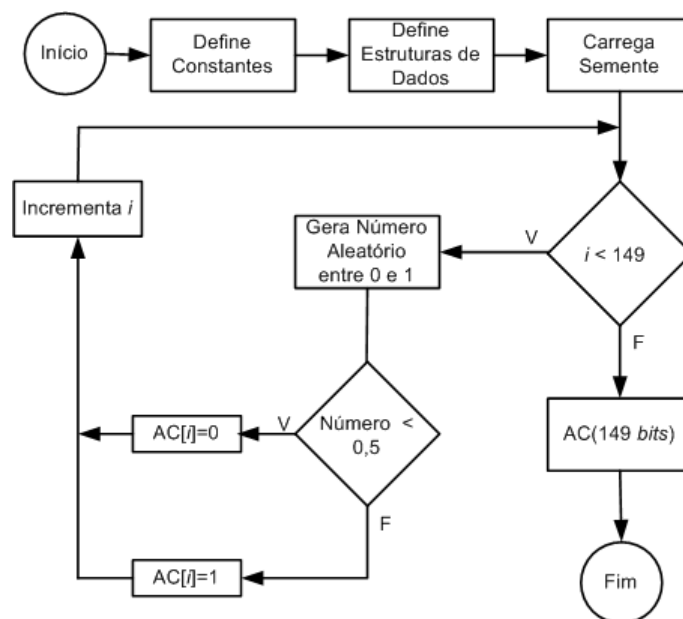 Início
Define
Constantes
Define
Estruturas de
Dados
Carrega
Semente
Incrementa i
Gera Número
Aleatório
entre 0 e 1
V
i < 149
F
AC[i]=0
V
Número <
0,5
AC(149 bits)
F
AC[i]=1
Fim